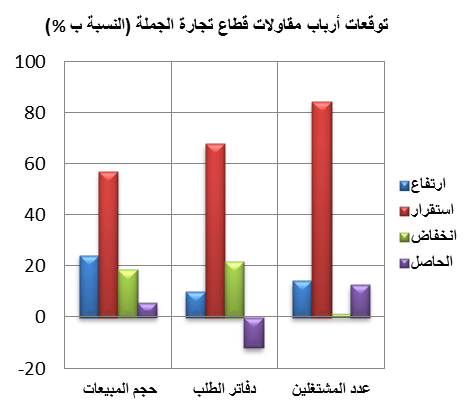 توقعات أرباب مقاولات قطاع تجارة الجملة (النسبة ب %)
100
80
60
40
20
0
-20
ارتفاع
استقرار
انخفاض
الحاصل
حجم المبيعات
دفاتر الطلب
عدد المشتغلين